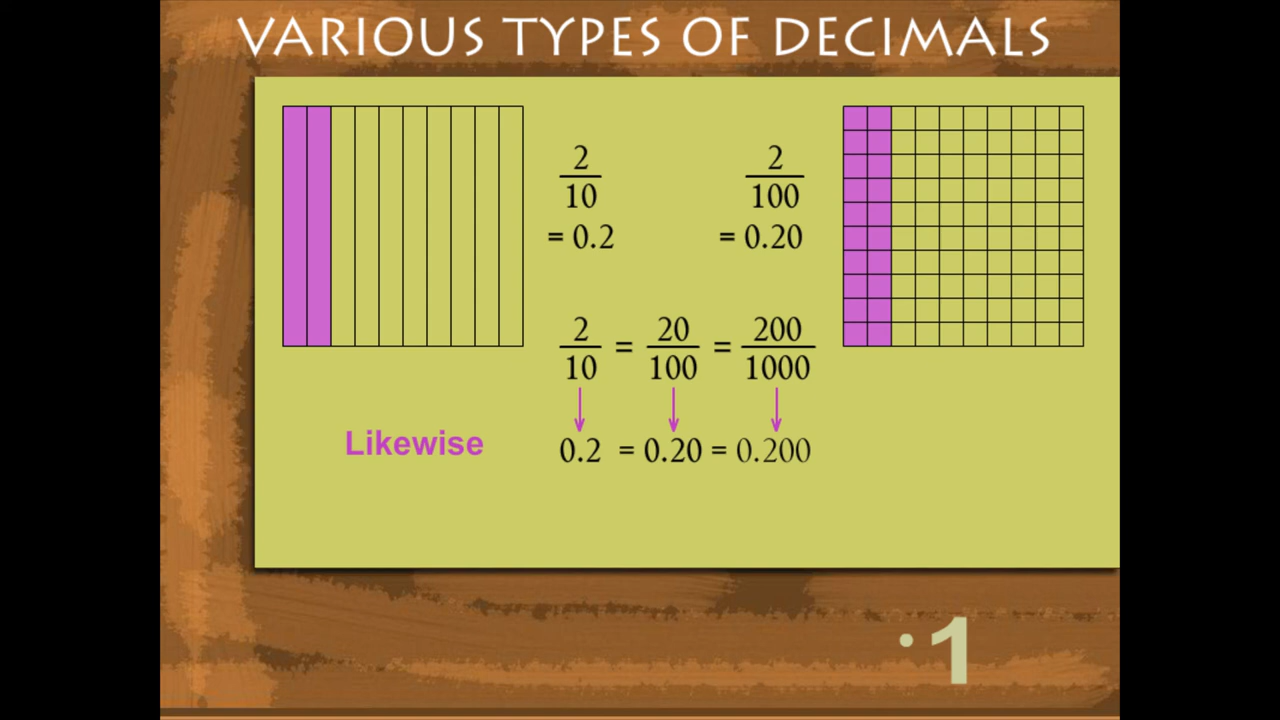 VARIOUS TYPES OF DECIMALS
2/10 2/100
= 0.2 = 0.20
2/10 = 20/100 = 200/1000
Likewise 0.2 = 0.20 = 0.200
.1